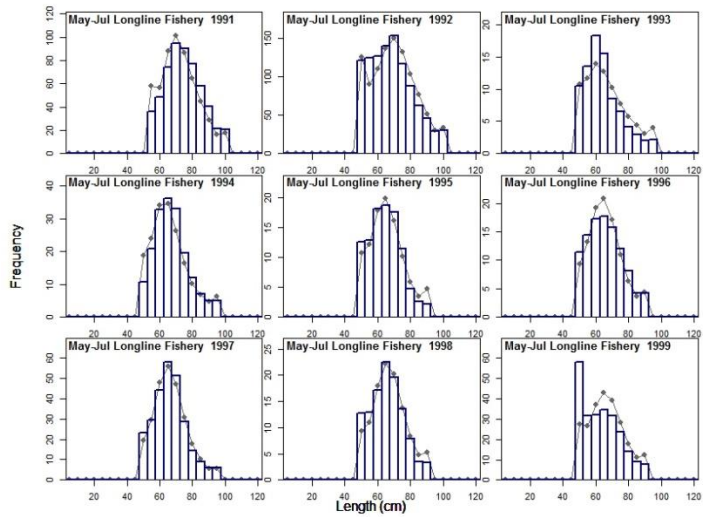 May-Jul Longline Fishery 1991
May-Jul Longline Fishery 1992
May-Jul Longline Fishery 1993
0 20 40 60 80 100 120
0 50 100 150
0 5 10 15 20
20 40 60 80 100 120
20 40 60 80 100 120
20 40 60 80 100 120
May-Jul Longline Fishery 1994
May-Jul Longline Fishery 1995
May-Jul Longline Fishery 1996
0 10 20 30 40
0 5 10 15 20
0 5 10 15 20
Frequency
20 40 60 80 100 120
20 40 60 80 100 120
20 40 60 80 100 120
May-Jul Longline Fishery 1997
May-Jul Longline Fishery 1998
May-Jul Longline Fishery 1999
0 10 20 30 40 50 60
0 5 10 15 20 25
0 10 20 30 40 50 60
20 40 60 80 100 120
20 40 60 80 100 120
20 40 60 80 100 120
Length (cm)